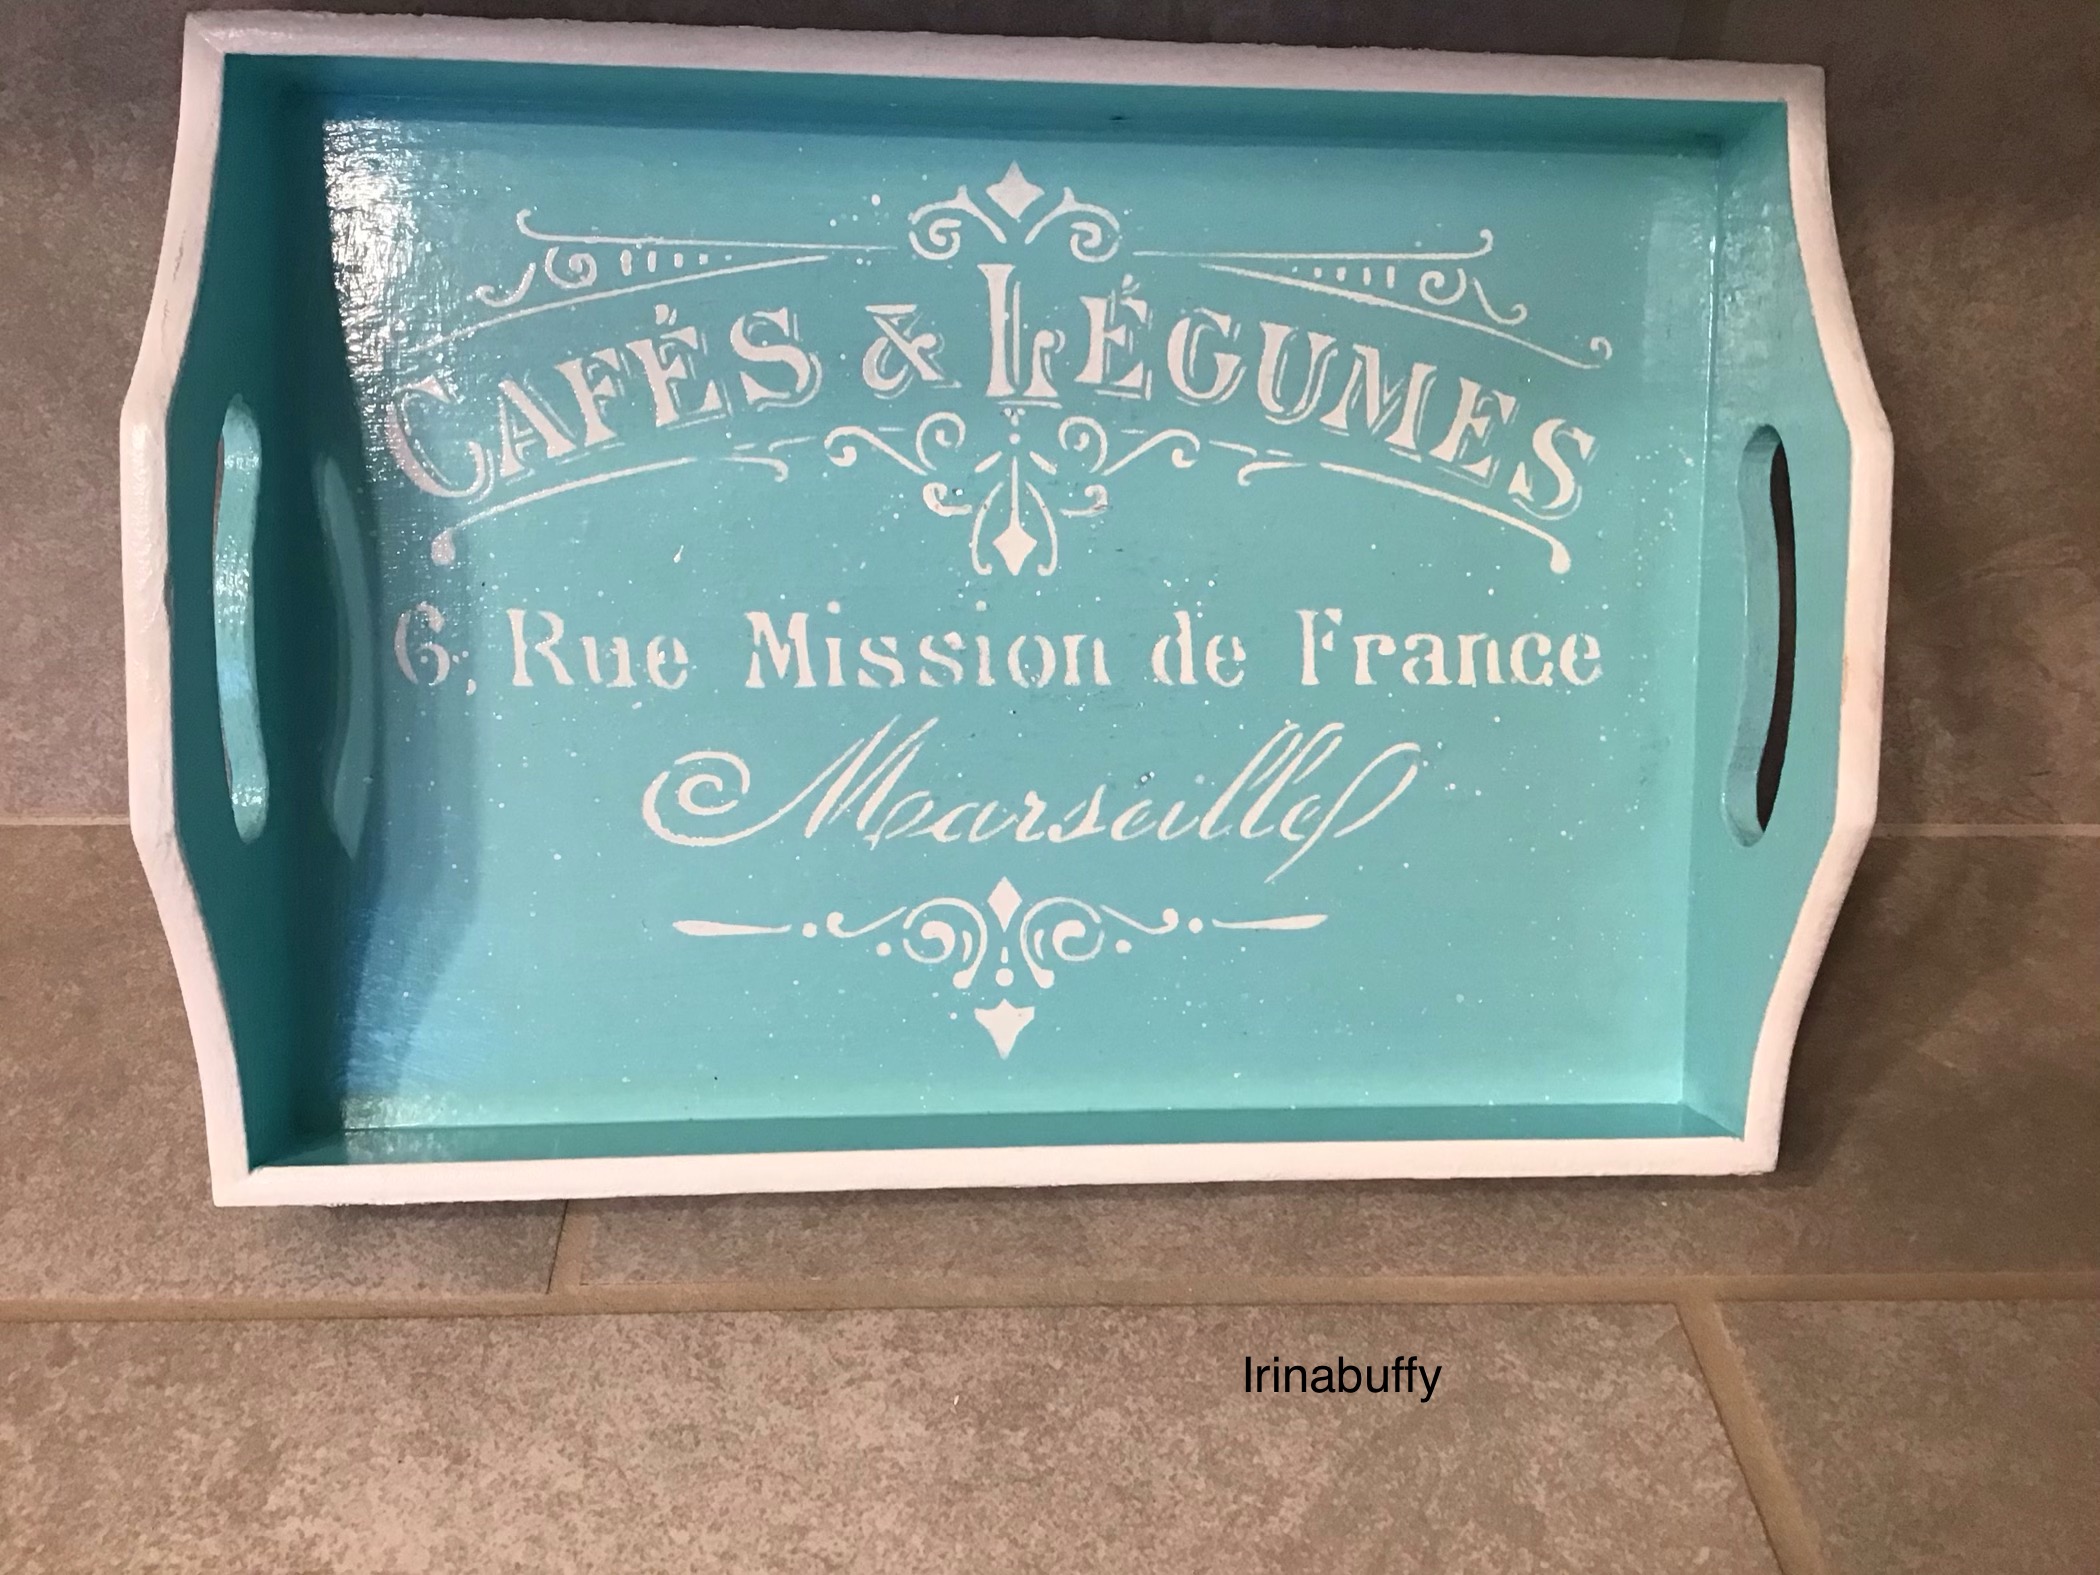 CAFÉS & LÉGUMES
6, Rue Mission de France
Marseille
Irinabuffy